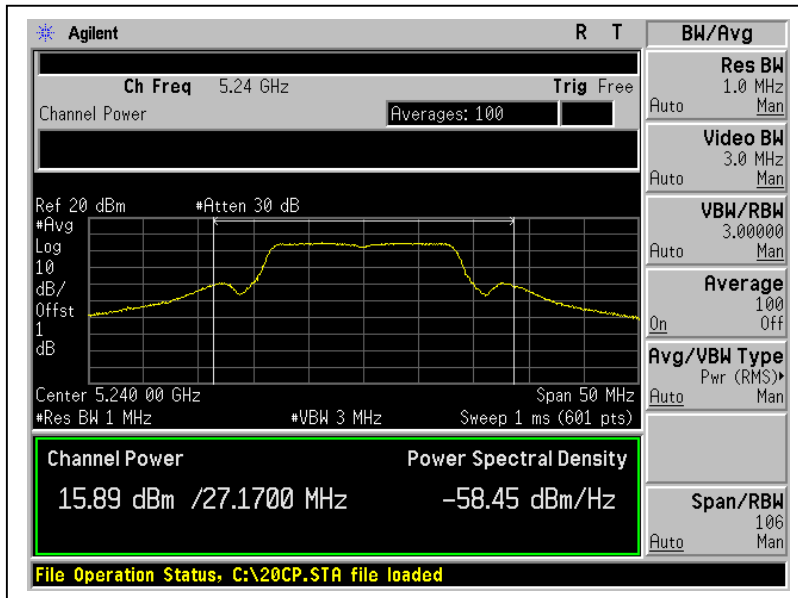 Agilent R T BW/Avg
Ch Freq 5.24 GHz Trig Free
Channel Power Averages: 100
Res BW
1.0 MHz
Auto Man
Video BW
3.0 MHz
Auto Man
VBW/RBW
3.00000
Auto Man
Average
100
On Off
Avg/VBW Type
Pwr (RMS)▸
Auto Man
Span/RBW
106
Auto Man
Ref 20 dBm #Atten 30 dB
#Avg
Log
10
dB/
Offst
1
dB
Center 5.240 00 GHz Span 50 MHz
#Res BW 1 MHz #VBW 3 MHz Sweep 1 ms (601 pts)
Channel Power Power Spectral Density
15.89 dBm /27.1700 MHz -58.45 dBm/Hz
File Operation Status, C:\20CP.STA file loaded